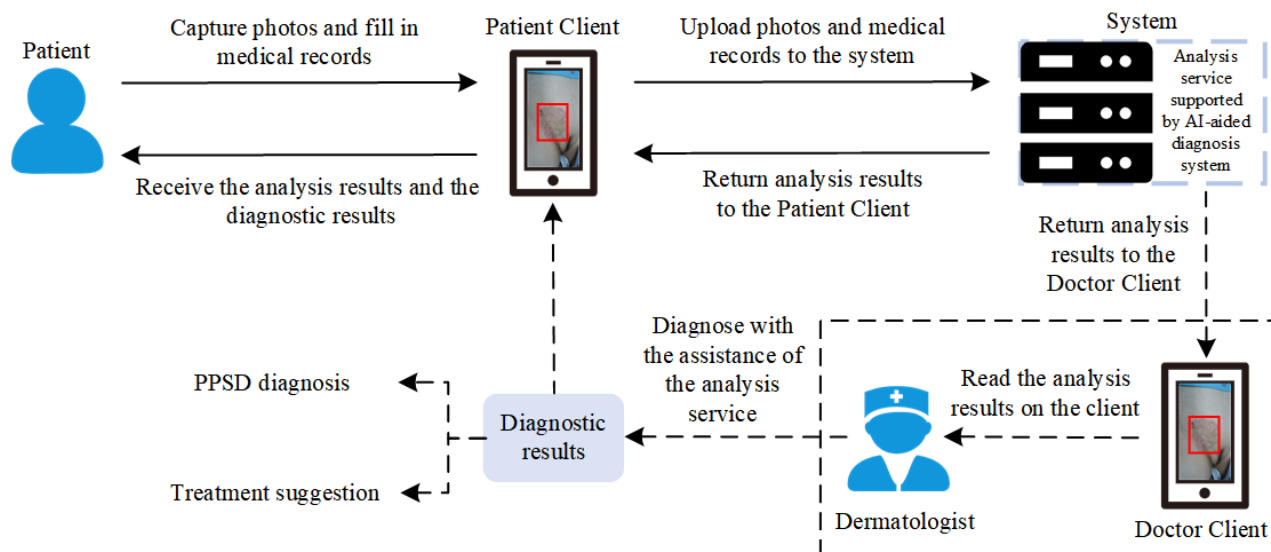 Patient
Capture photos and fill in
medical records
Patient Client
Upload photos and medical
records to the system
System
Analysis
service
supported
by AI-aided
diagnosis
system
Receive the analysis results and the
diagnostic results
Return analysis results
to the Patient Client
Return analysis
results to the
Doctor Client
Diagnose with
the assistance of
the analysis
service
PPSD diagnosis
Diagnostic
results
Treatment suggestion
Read the analysis
results on the client
Dermatologist
Doctor Client